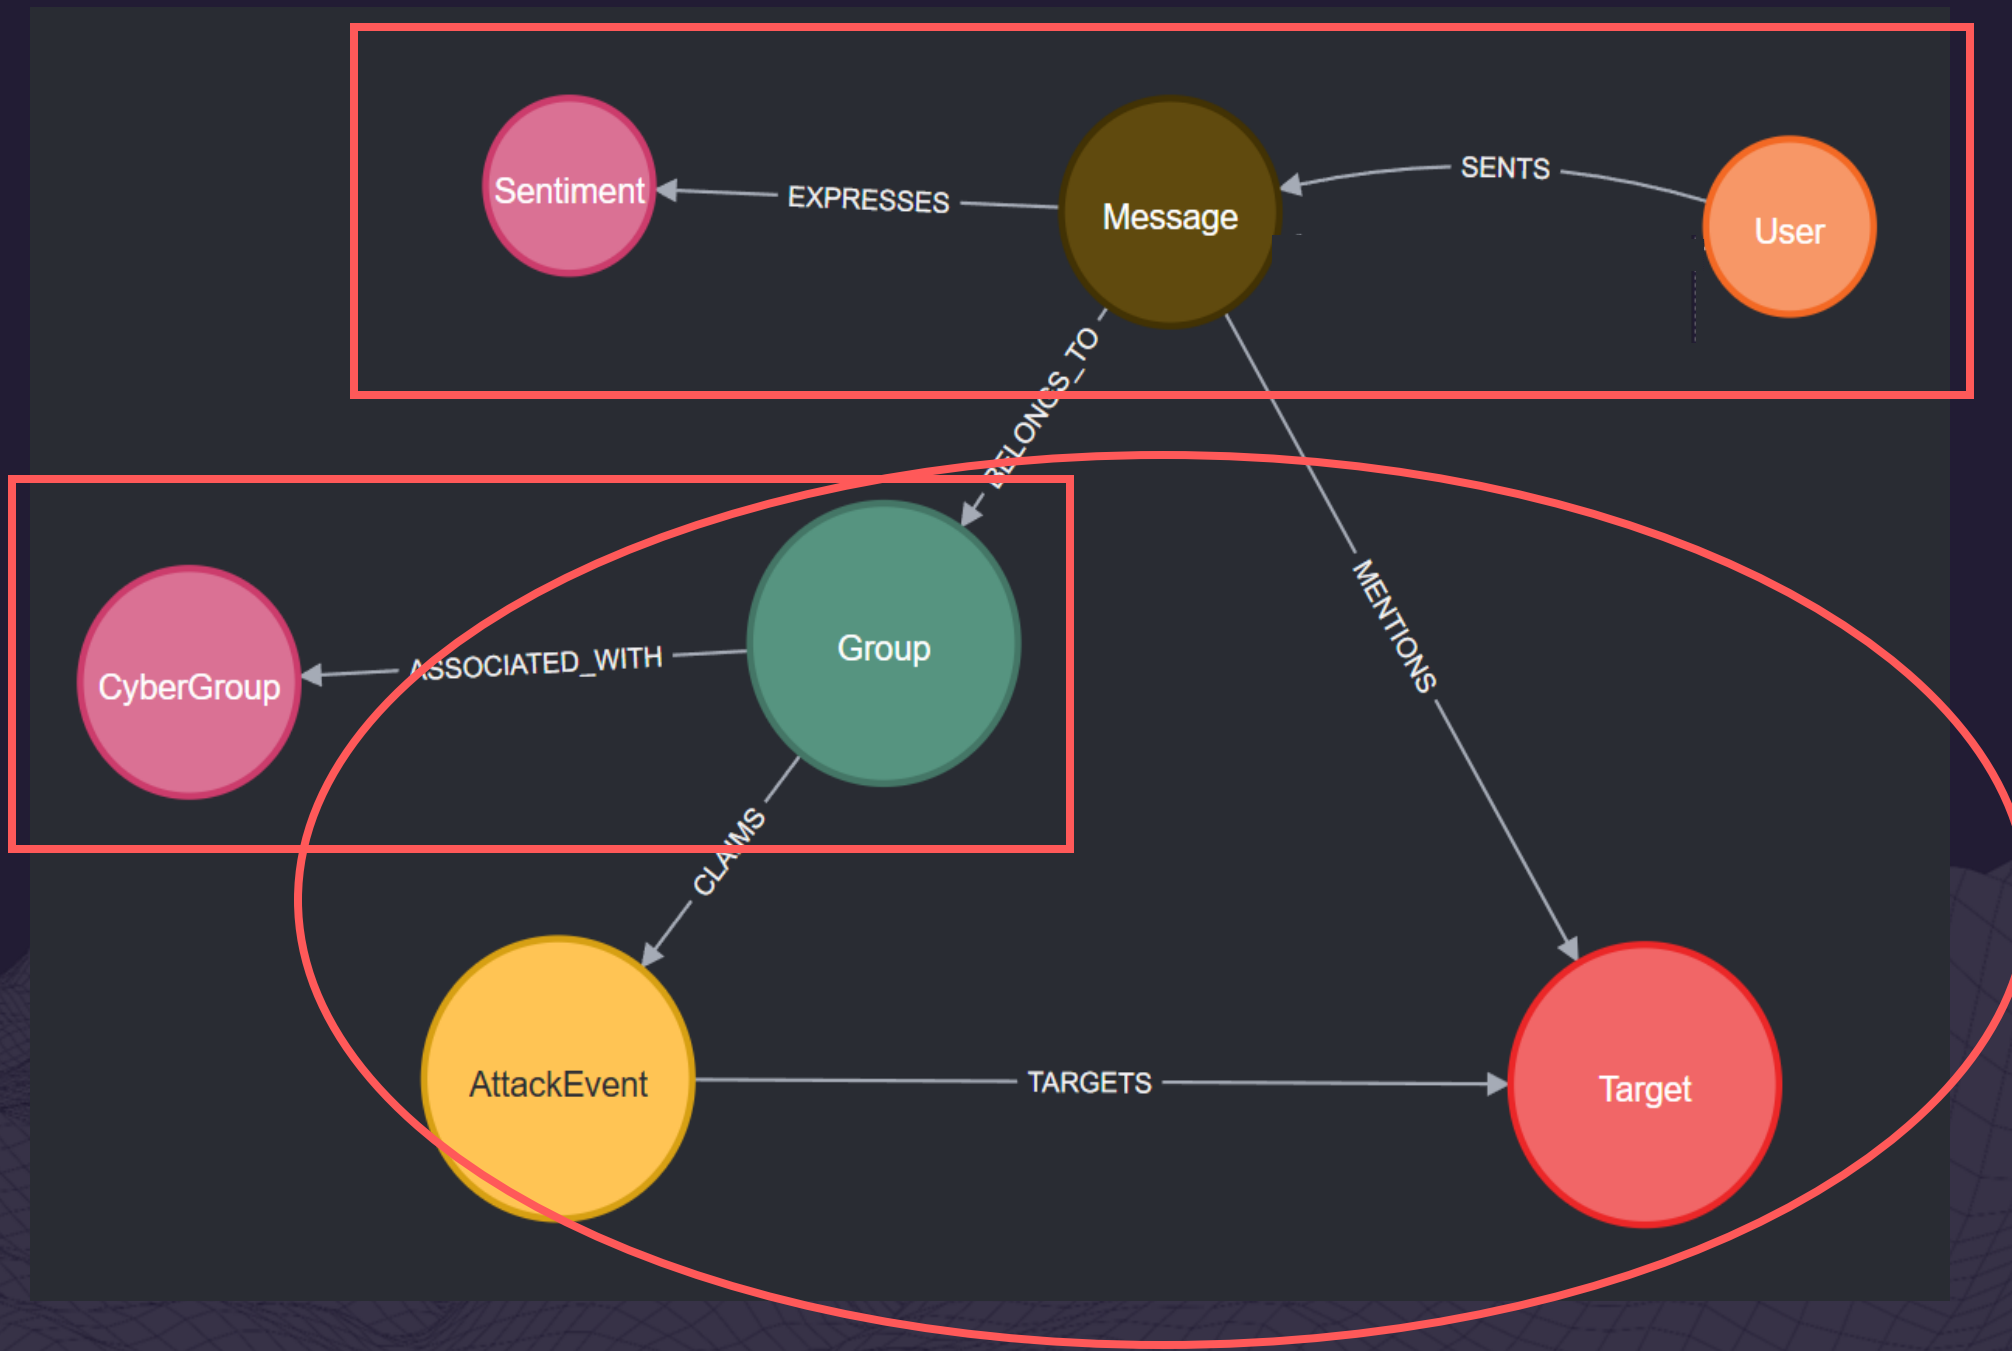 Sentiment
EXPRESSES
Message
SENTS
User
BELONGS_TO
MENTIONS
CyberGroup
ASSOCIATED_WITH
Group
CLAIMS
AttackEvent
TARGETS
Target